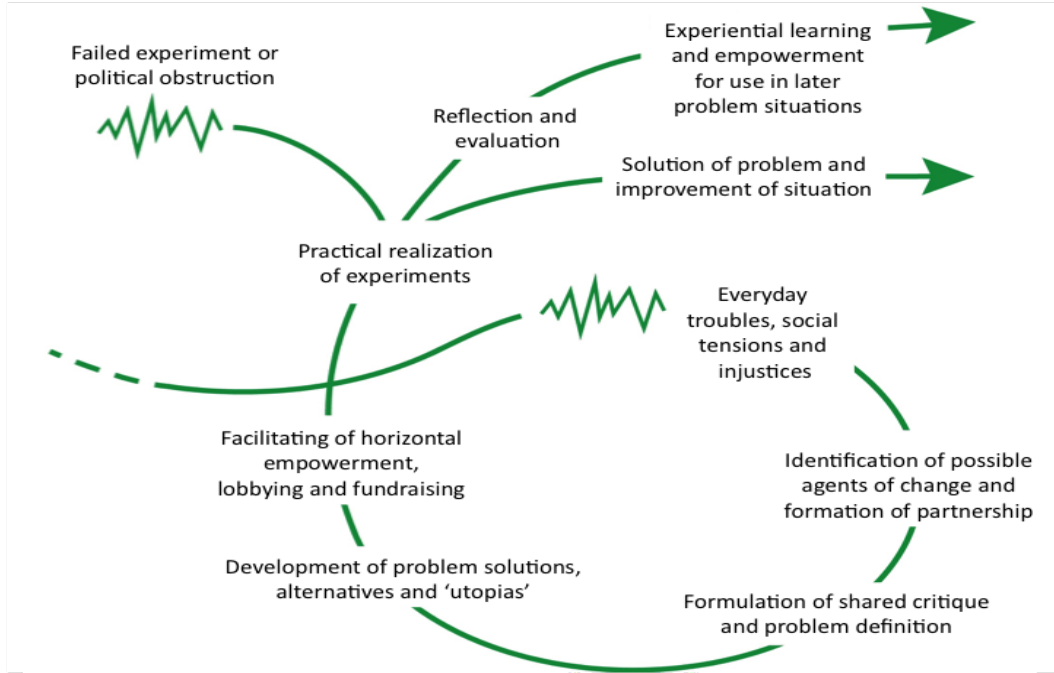 Failed experiment or
political obstruction
Experiential learning
and empowerment
for use in later
problem situations
Reflection and
evaluation
Solution of problem and
improvement of situation
Practical realization
of experiments
Everyday
troubles, social
tensions and
injustices
Facilitating of horizontal
empowerment,
lobbying and fundraising
Identification of possible
agents of change and
formation of partnership
Development of problem solutions,
alternatives and ‘utopias’
Formulation of shared critique
and problem definition